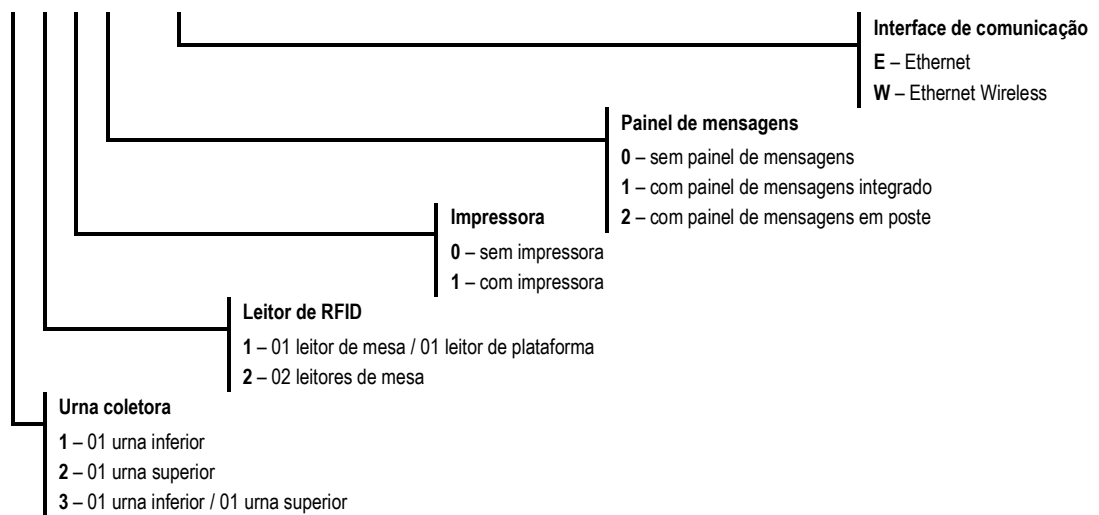 Interface de comunicação
E – Ethernet
W – Ethernet Wireless
Painel de mensagens
0 – sem painel de mensagens
1 – com painel de mensagens integrado
2 – com painel de mensagens em poste
Impressora
0 – sem impressora
1 – com impressora
Leitor de RFID
1 – 01 leitor de mesa / 01 leitor de plataforma
2 – 02 leitores de mesa
Urna coletora
1 – 01 urna inferior
2 – 01 urna superior
3 – 01 urna inferior / 01 urna superior